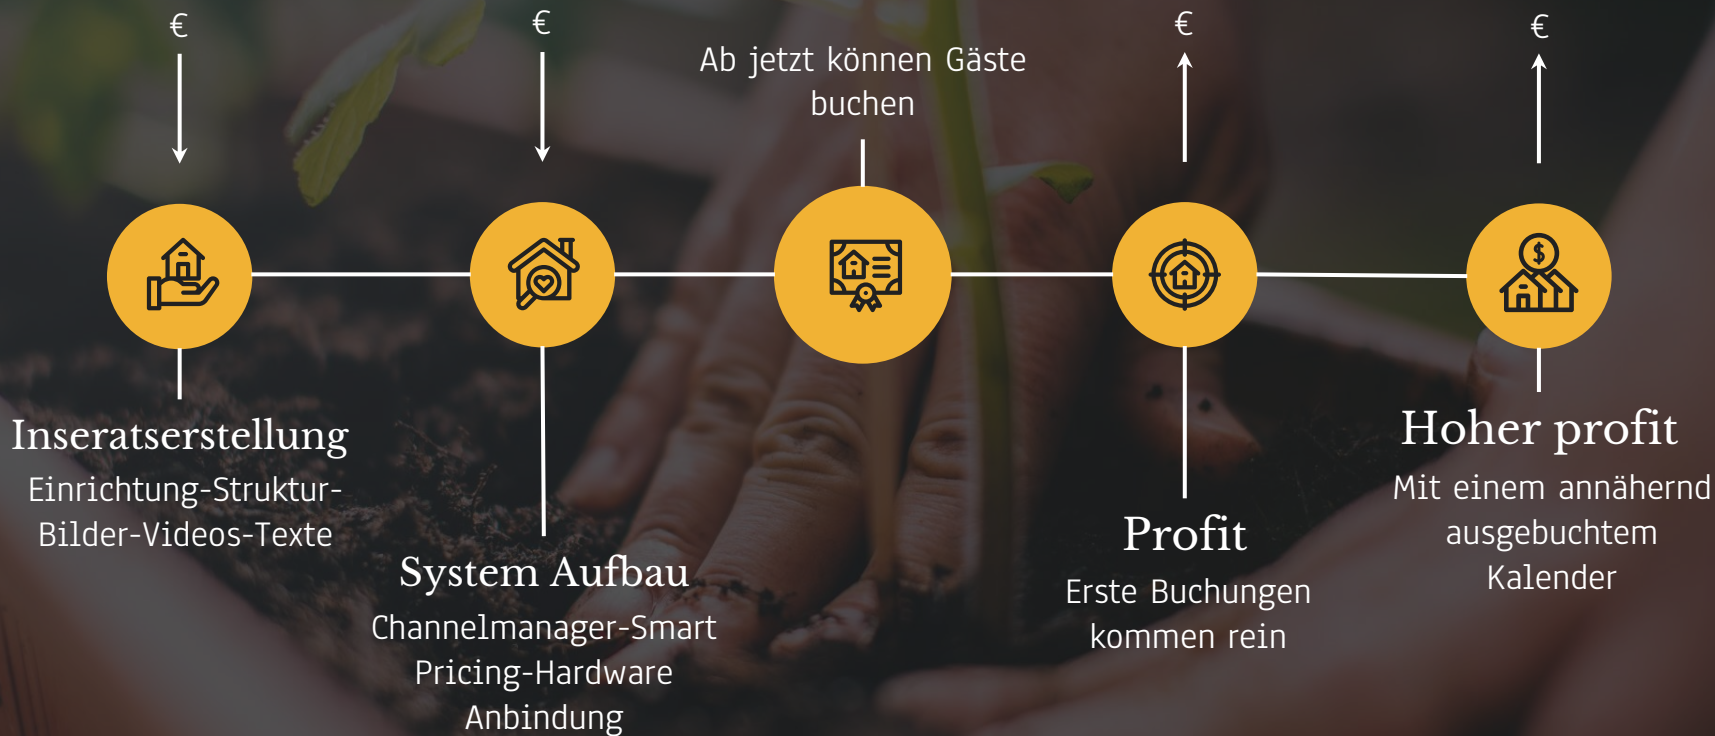 €
Inseratserstellung
Einrichtung-Struktur-
Bilder-Videos-Texte
€
System Aufbau
Channelmanager-Smart
Pricing-Hardware
Anbindung
Ab jetzt können Gäste
buchen
€
Profit
Erste Buchungen
kommen rein
€
$
Hoher profit
Mit einem annähernd
ausgebuchtem
Kalender